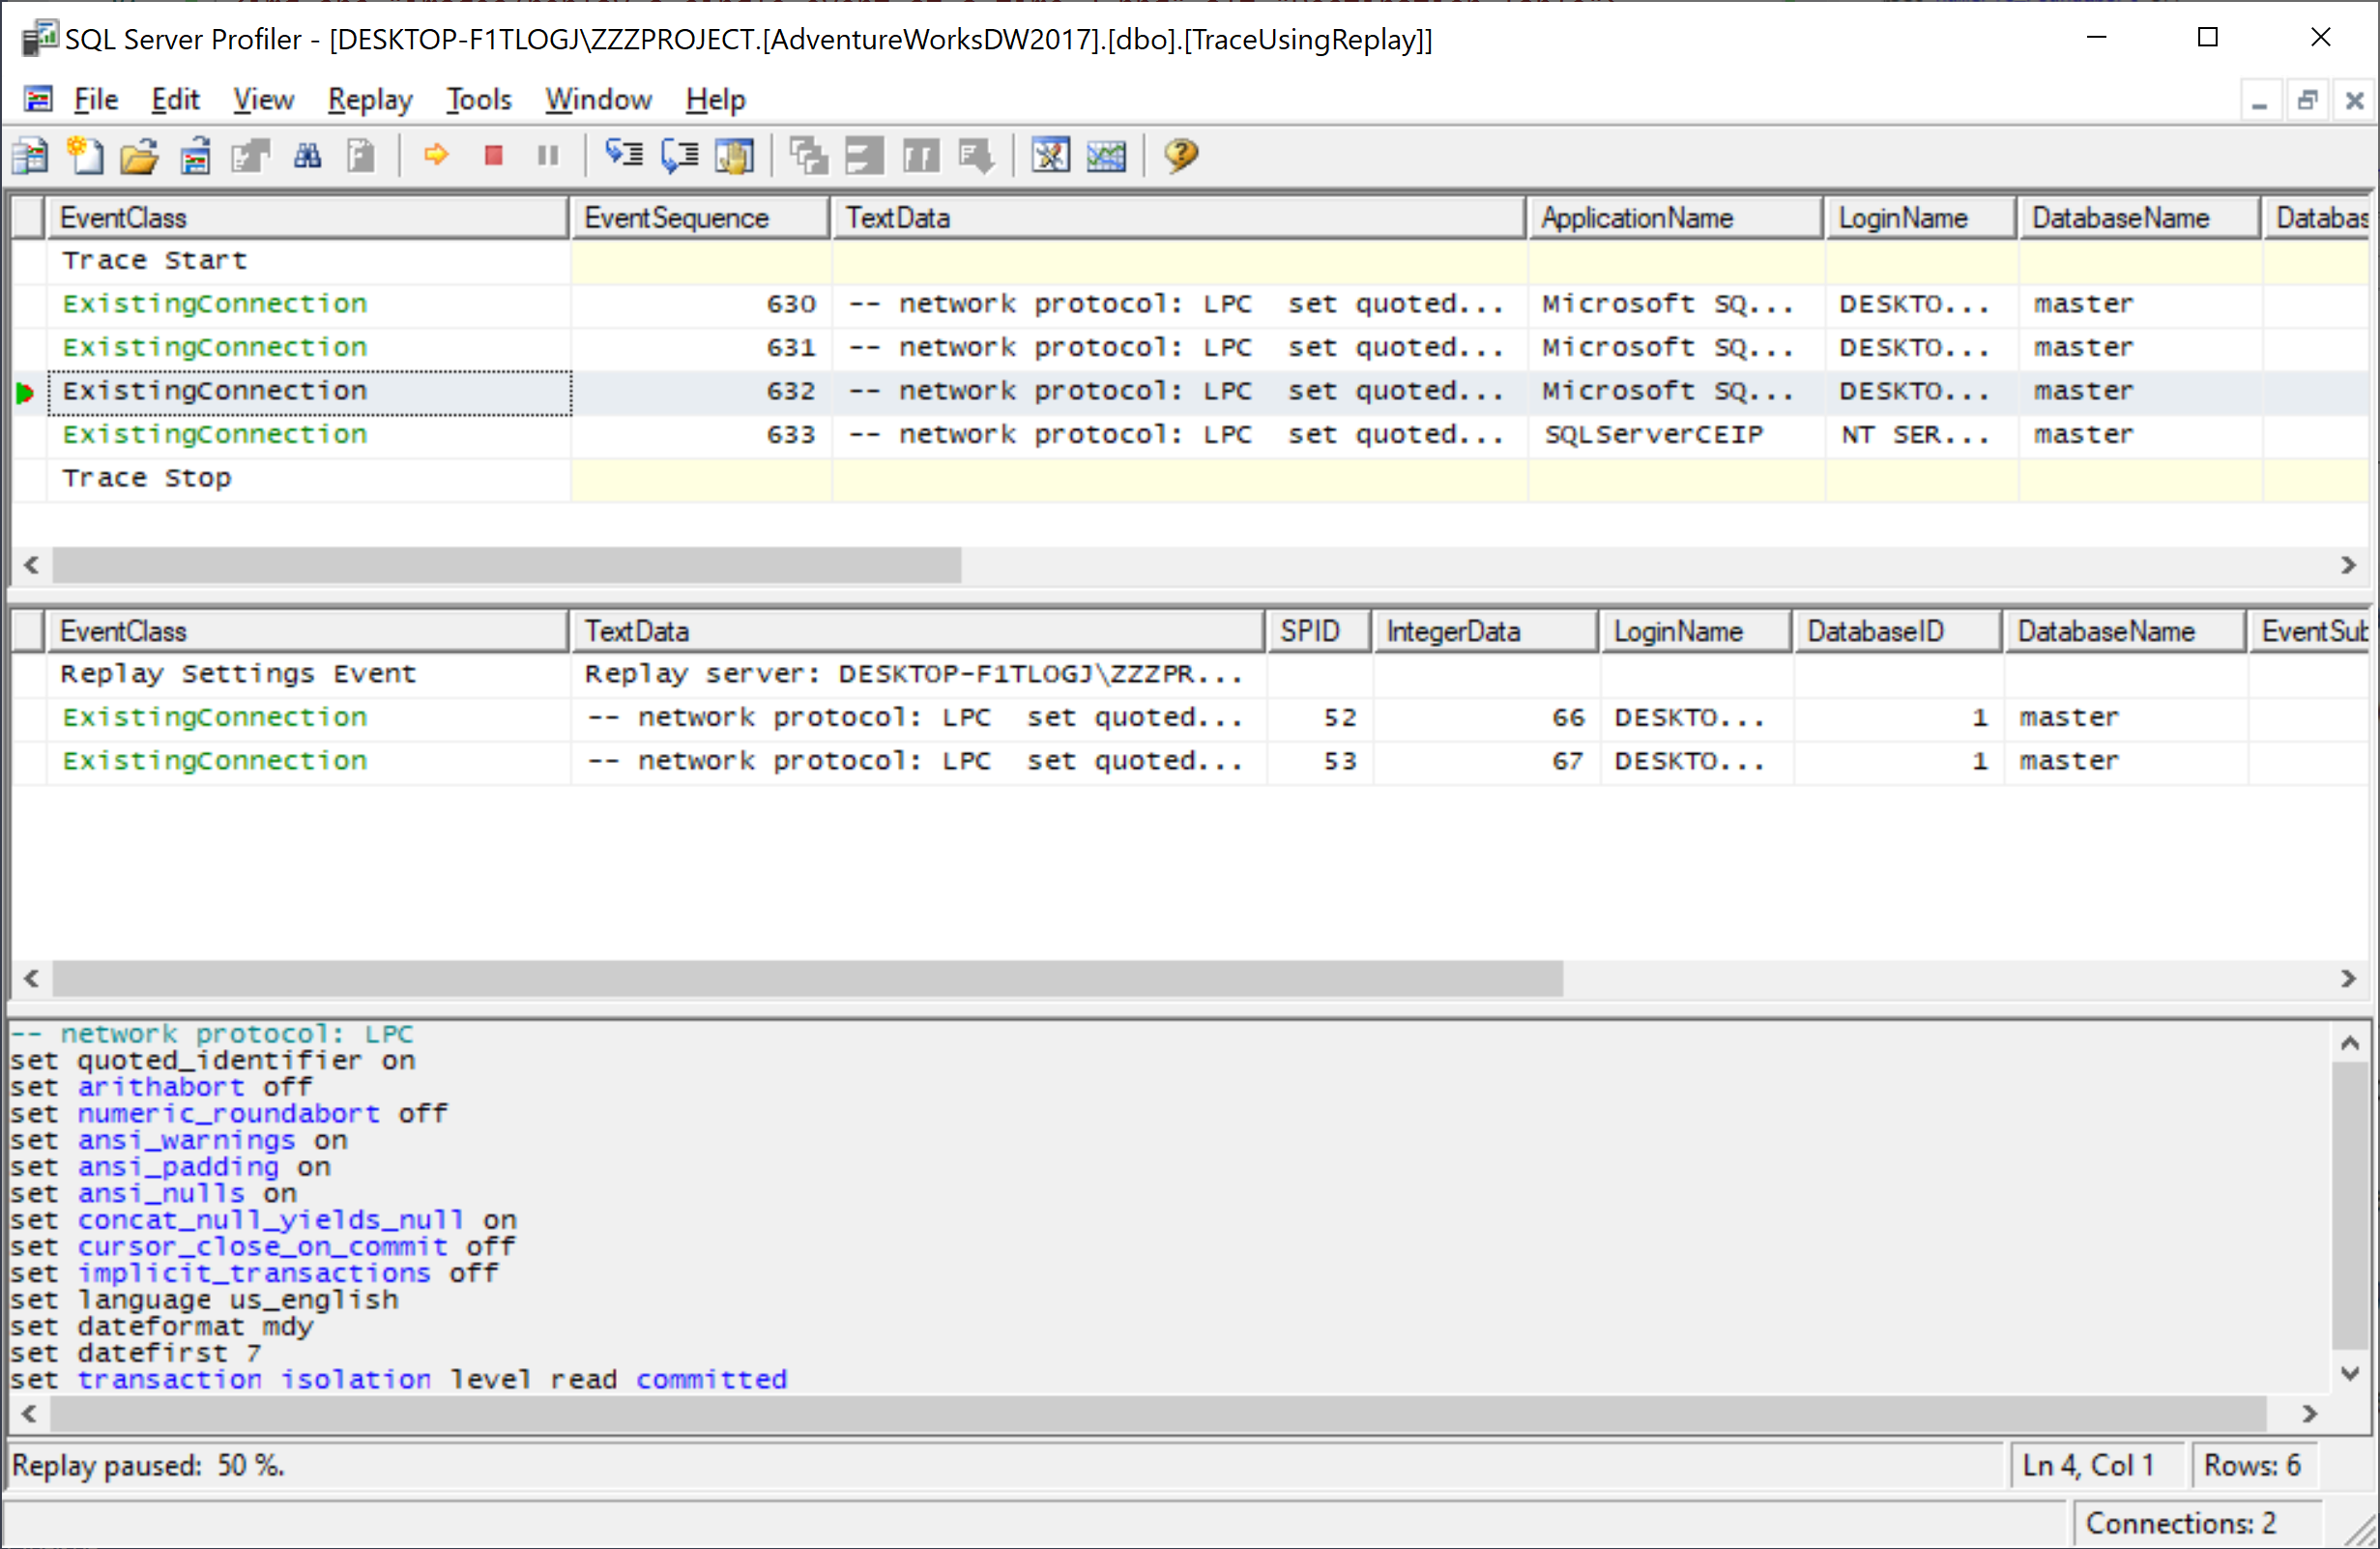 SQL Server Profiler - [DESKTOP-F1TLOGJ\ZZZPROJECT.[AdventureWorksDW2017].[dbo].[TraceUsingReplay]]
File Edit View Replay Tools Window Help
EventClass EventSequence TextData ApplicationName LoginName DatabaseName Databas
Trace Start
ExistingConnection 630 -- network protocol: LPC set quoted... Microsoft SQ... DESKTO... master
ExistingConnection 631 -- network protocol: LPC set quoted... Microsoft SQ... DESKTO... master
ExistingConnection 632 -- network protocol: LPC set quoted... Microsoft SQ... DESKTO... master
ExistingConnection 633 -- network protocol: LPC set quoted... SQLServerCEIP NT SER... master
Trace Stop
EventClass TextData SPID IntegerData LoginName DatabaseID DatabaseName EventSub
Replay Settings Event Replay server: DESKTOP-F1TLOGJ\ZZZPR...
ExistingConnection -- network protocol: LPC set quoted... 52 66 DESKTO... 1 master
ExistingConnection -- network protocol: LPC set quoted... 53 67 DESKTO... 1 master
-- network protocol: LPC
set quoted_identifier on
set arithabort off
set numeric_roundabort off
set ansi_warnings on
set ansi_padding on
set ansi_nulls on
set concat_null_yields_null on
set cursor_close_on_commit off
set implicit_transactions off
set language us_english
set dateformat mdy
set datefirst 7
set transaction isolation level read committed
Replay paused: 50 %. Ln 4, Col 1 Rows: 6
Connections: 2